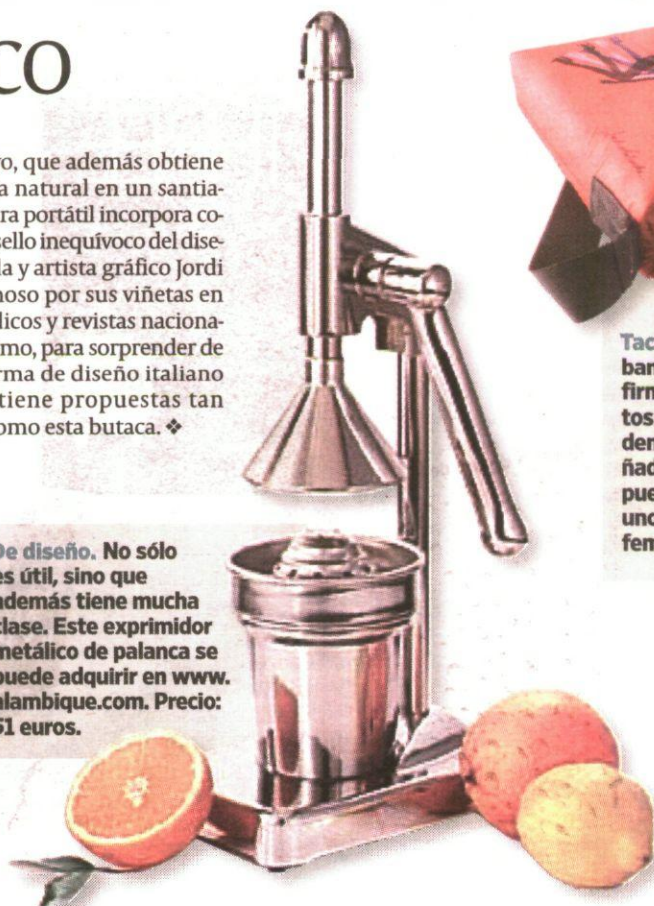 co
vo, que además obtiene
a natural en un santia-
ra portátil incorpora co-
sello inequívoco del dise-
la y artista gráfico Jordi
noso por sus viñetas en
dicos y revistas naciona-
smo, para sorprender de
rma de diseño italiano
tiene propuestas tan
omo esta butaca. ❖
De diseño. No sólo
es útil, sino que
además tiene mucha
clase. Este exprimidor
metálico de palanca se
puede adquirir en www.
alambique.com. Precio:
51 euros.
Tac
ban
firm
tos
den
ñad
pue
uno
fem